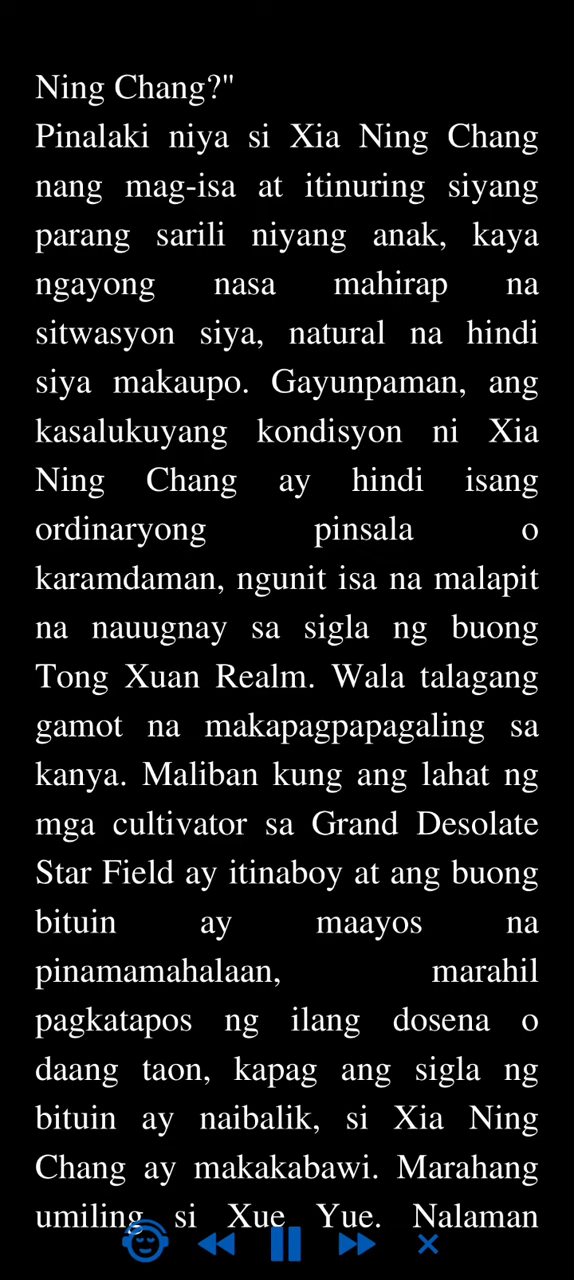 Ning Chang?"
Pinalaki niya si Xia Ning Chang
nang mag-isa at itinuring siyang
parang sarili niyang anak, kaya
ngayong nasa mahirap na
sitwasyon siya, natural na hindi
siya makaupo. Gayunpaman, ang
kasalukuyang kondisyon ni Xia
Ning Chang ay hindi isang
ordinaryong pinsala o
karamdaman, ngunit isa na malapit
na nauugnay sa sigla ng buong
Tong Xuan Realm. Wala talagang
gamot na makapagpapagaling sa
kanya. Maliban kung ang lahat ng
mga cultivator sa Grand Desolate
Star Field ay itinaboy at ang buong
bituin ay maayos na
pinamamahalaan, marahil
pagkatapos ng ilang dosena o
daang taon, kapag ang sigla ng
bituin ay naibalik, si Xia Ning
Chang ay makakabawi. Marahang
umiling si Xue Yue. Nalaman